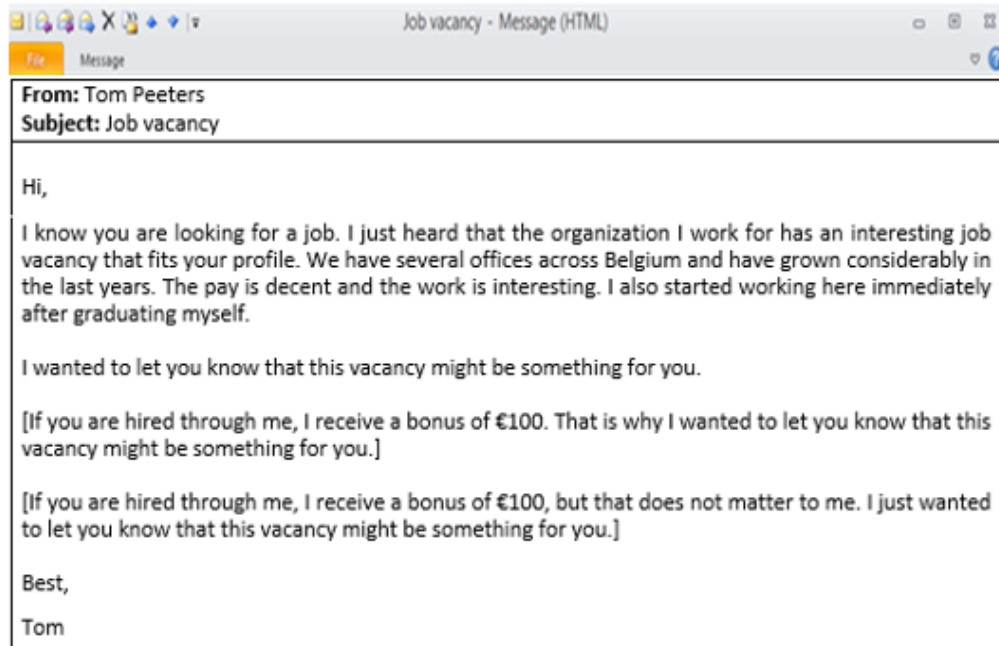 Job vacancy - Message (HTML)
File Message
From: Tom Peeters
Subject: Job vacancy
Hi,
I know you are looking for a job. I just heard that the organization I work for has an interesting job
vacancy that fits your profile. We have several offices across Belgium and have grown considerably in
the last years. The pay is decent and the work is interesting. I also started working here immediately
after graduating myself.
I wanted to let you know that this vacancy might be something for you.
[If you are hired through me, I receive a bonus of €100. That is why I wanted to let you know that this
vacancy might be something for you.]
[If you are hired through me, I receive a bonus of €100, but that does not matter to me. I just wanted
to let you know that this vacancy might be something for you.]
Best,
Tom